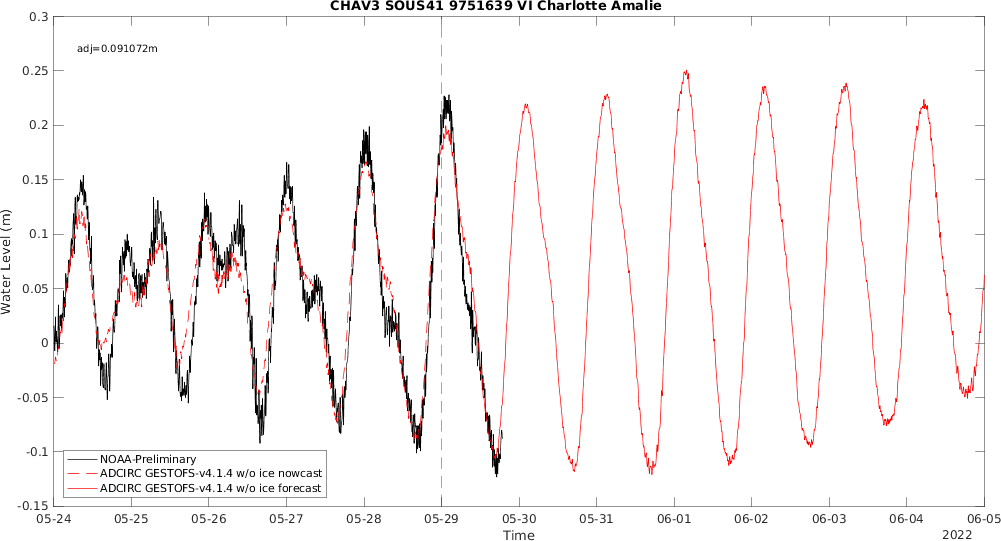 CHAV3 SOUS41 9751639 VI Charlotte Amalie
adj=0.091072m
0.3
0.25
0.2
0.15
0.1
0.05
0
-0.05
-0.1
-0.15
Water Level (m)
NOAA-Preliminary
ADCIRC GESTOFS-v4.1.4 w/o ice nowcast
ADCIRC GESTOFS-v4.1.4 w/o ice forecast
05-24 05-25 05-26 05-27 05-28 05-29 05-30 05-31 06-01 06-02 06-03 06-04 06-05
Time
2022